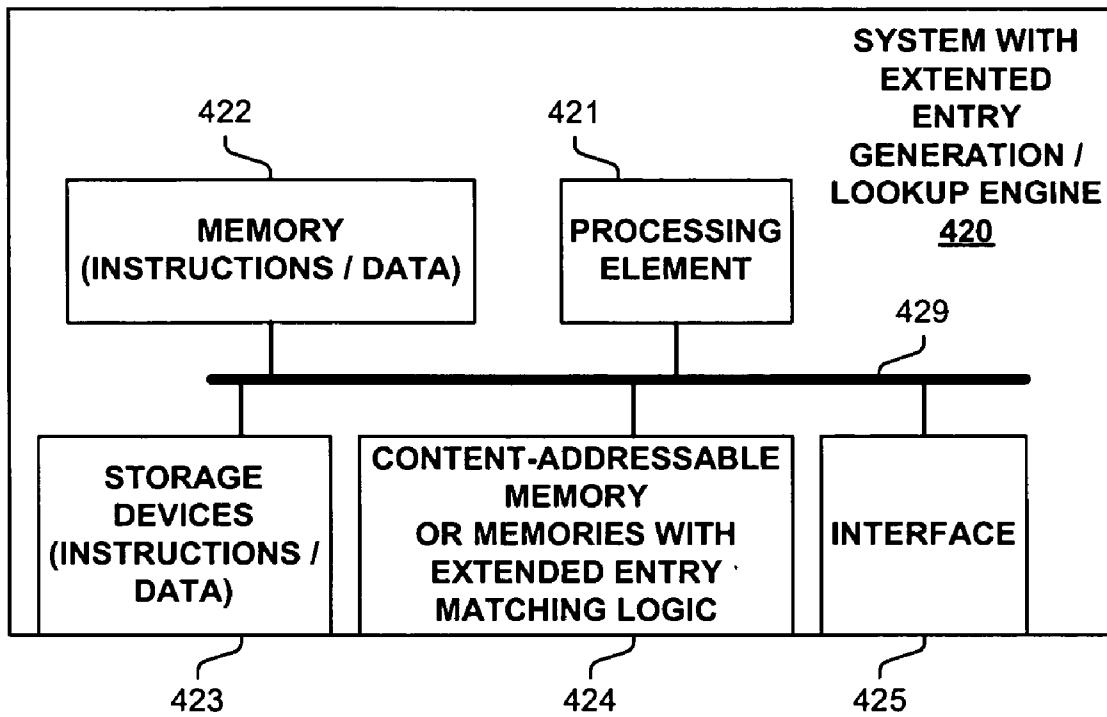 SYSTEM WITH
EXTENTED
ENTRY
GENERATION /
LOOKUP ENGINE
420
422
421
MEMORY
(INSTRUCTIONS / DATA)
PROCESSING
ELEMENT
429
STORAGE
DEVICES
(INSTRUCTIONS /
DATA)
CONTENT-ADDRESSABLE
MEMORY
OR MEMORIES WITH
EXTENDED ENTRY
MATCHING LOGIC
INTERFACE
423
424
425